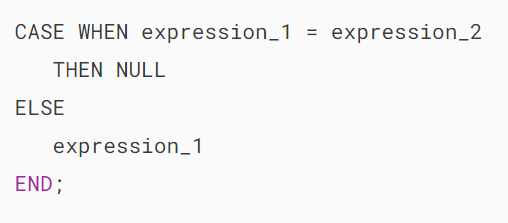 CASE WHEN expression_1 = expression_2
THEN NULL
ELSE
expression_1
END;